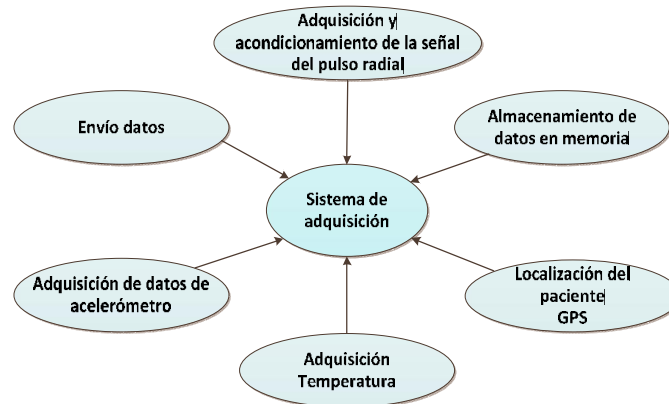 Adquisición y
acondicionamiento de la señal
del pulso radial
Envío datos
Almacenamiento de
datos en memoria
Sistema de
adquisición
Adquisición de datos de
acelerómetro
Localización del
paciente
GPS
Adquisición
Temperatura